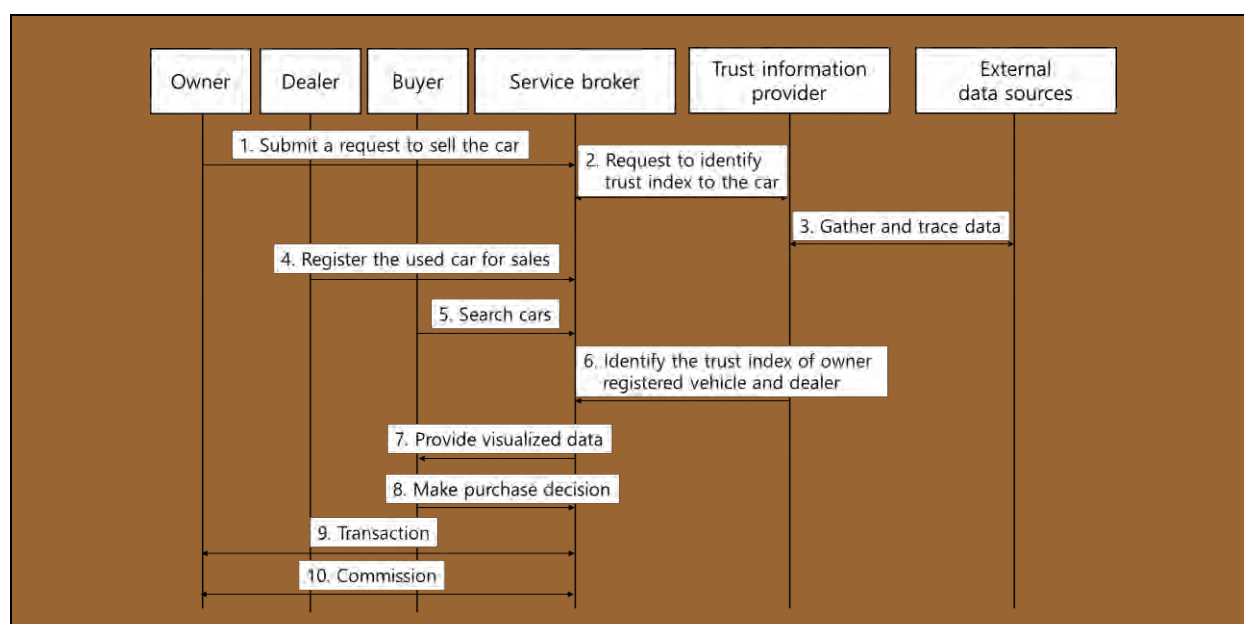 Owner
Dealer
Buyer
Service broker
Trust information
provider
External
data sources
1. Submit a request to sell the car
2. Request to identify
trust index to the car
3. Gather and trace data
4. Register the used car for sales
5. Search cars
6. Identify the trust index of owner
registered vehicle and dealer
7. Provide visualized data
8. Make purchase decision
9. Transaction
10. Commission